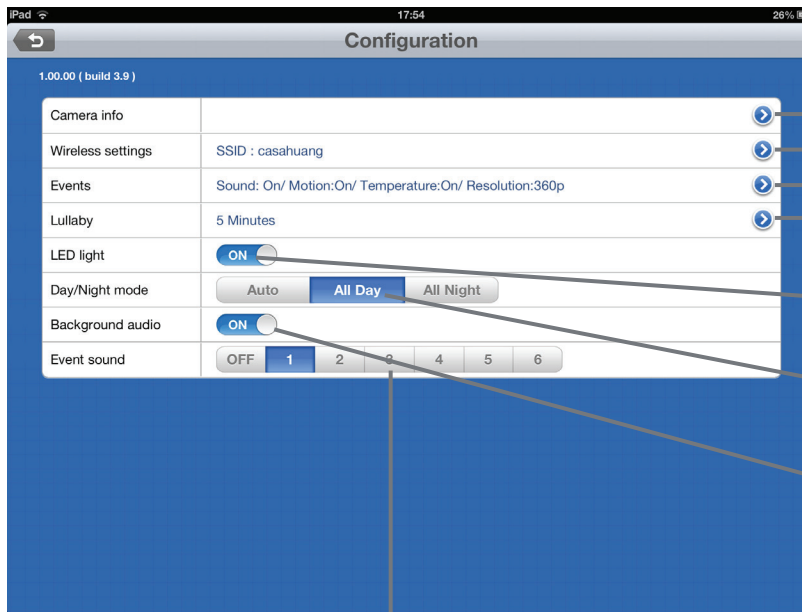 iPad 17:54 26%
Configuration
1.00.00 ( build 3.9 )
Camera info
Wireless settings SSID : casahuang
Events Sound: On/ Motion:On/ Temperature:On/ Resolution:360p
Lullaby 5 Minutes
LED light ON
Day/Night mode Auto All Day All Night
Background audio ON
Event sound OFF 1 2 3 4 5 6